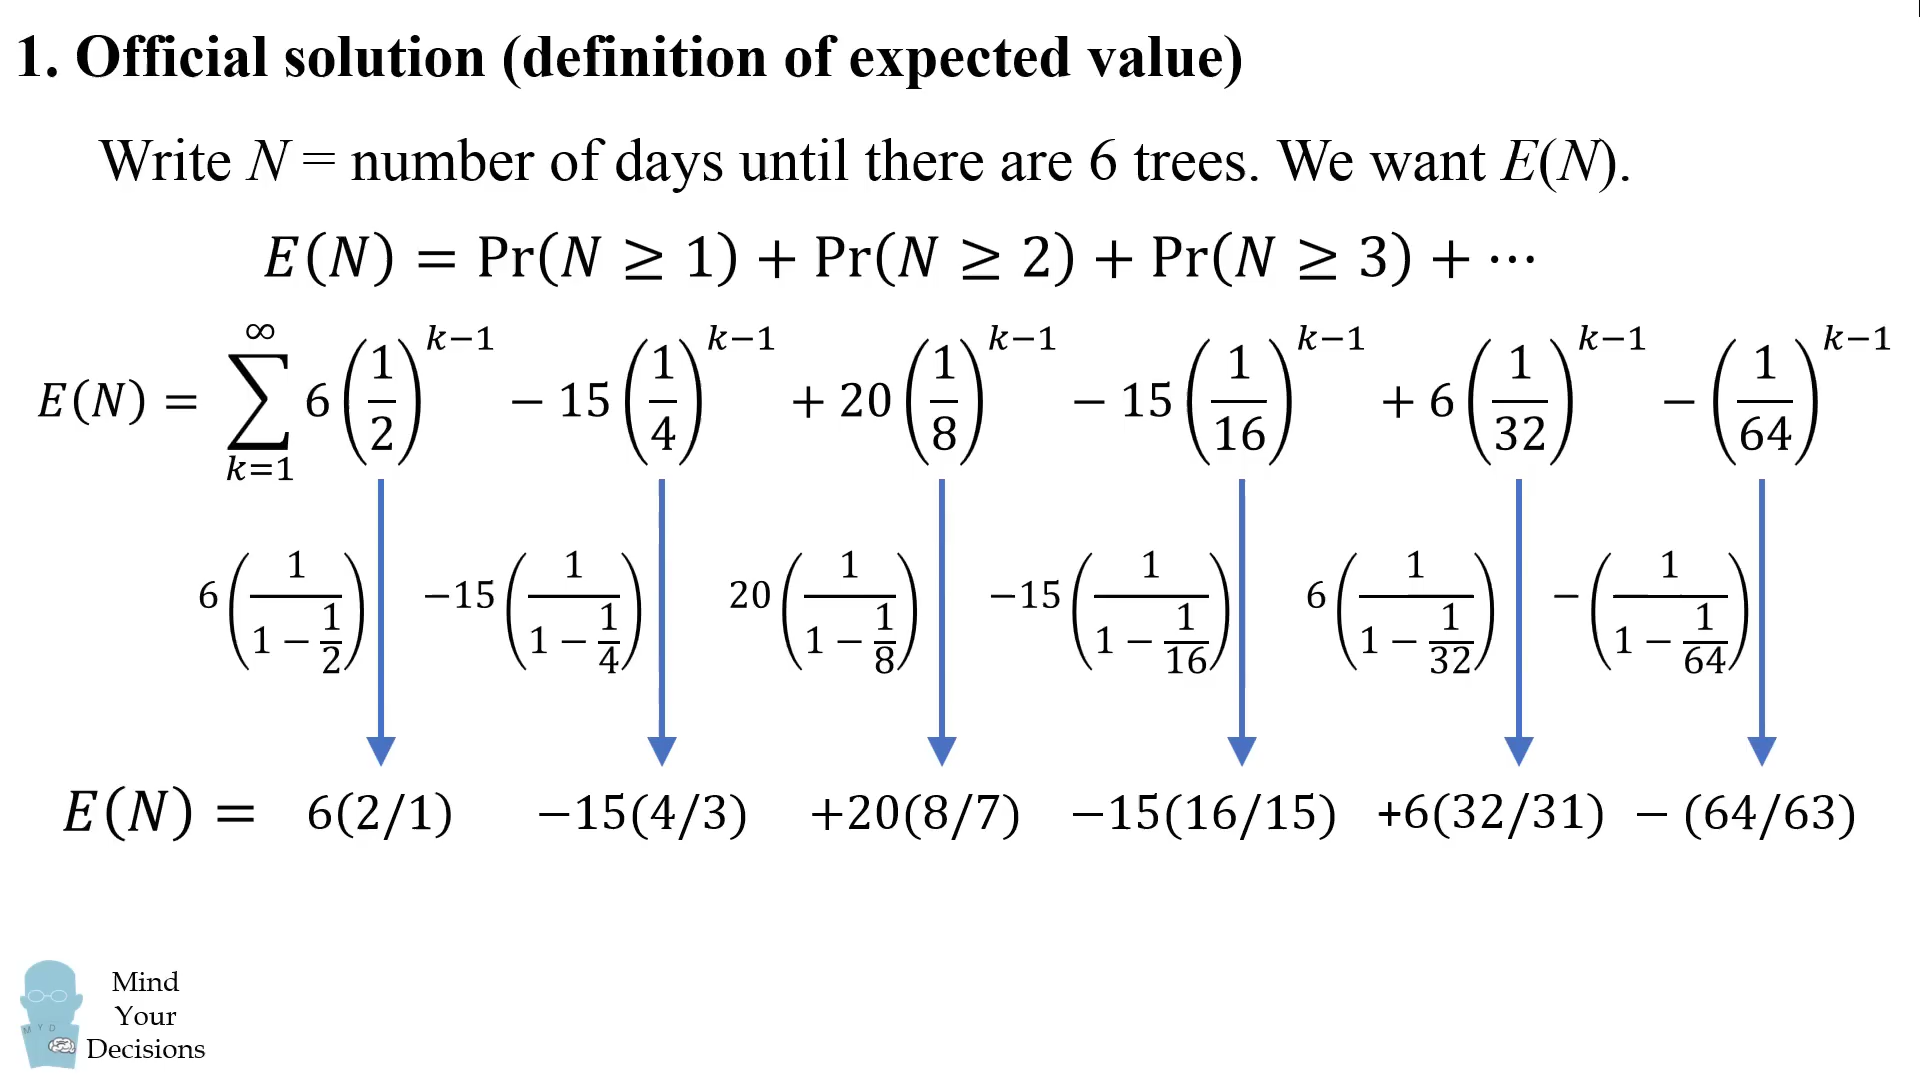 1. Official solution (definition of expected value)
Write N = number of days until there are 6 trees. We want E(N).
E(N) = Pr(N ≥ 1) + Pr(N ≥ 2) + Pr(N ≥ 3) + ⋯
E(N) = ∑_{k=1}^{∞} 6(1/2)^{k−1} − 15(1/4)^{k−1} + 20(1/8)^{k−1} − 15(1/16)^{k−1} + 6(1/32)^{k−1} − (1/64)^{k−1}
6(1/(1 − 1/2)) −15(1/(1 − 1/4)) 20(1/(1 − 1/8)) −15(1/(1 − 1/16)) 6(1/(1 − 1/32)) −(1/(1 − 1/64))
E(N) = 6(2/1) −15(4/3) +20(8/7) −15(16/15) +6(32/31) − (64/63)
Mind
Your
Decisions
M Y D